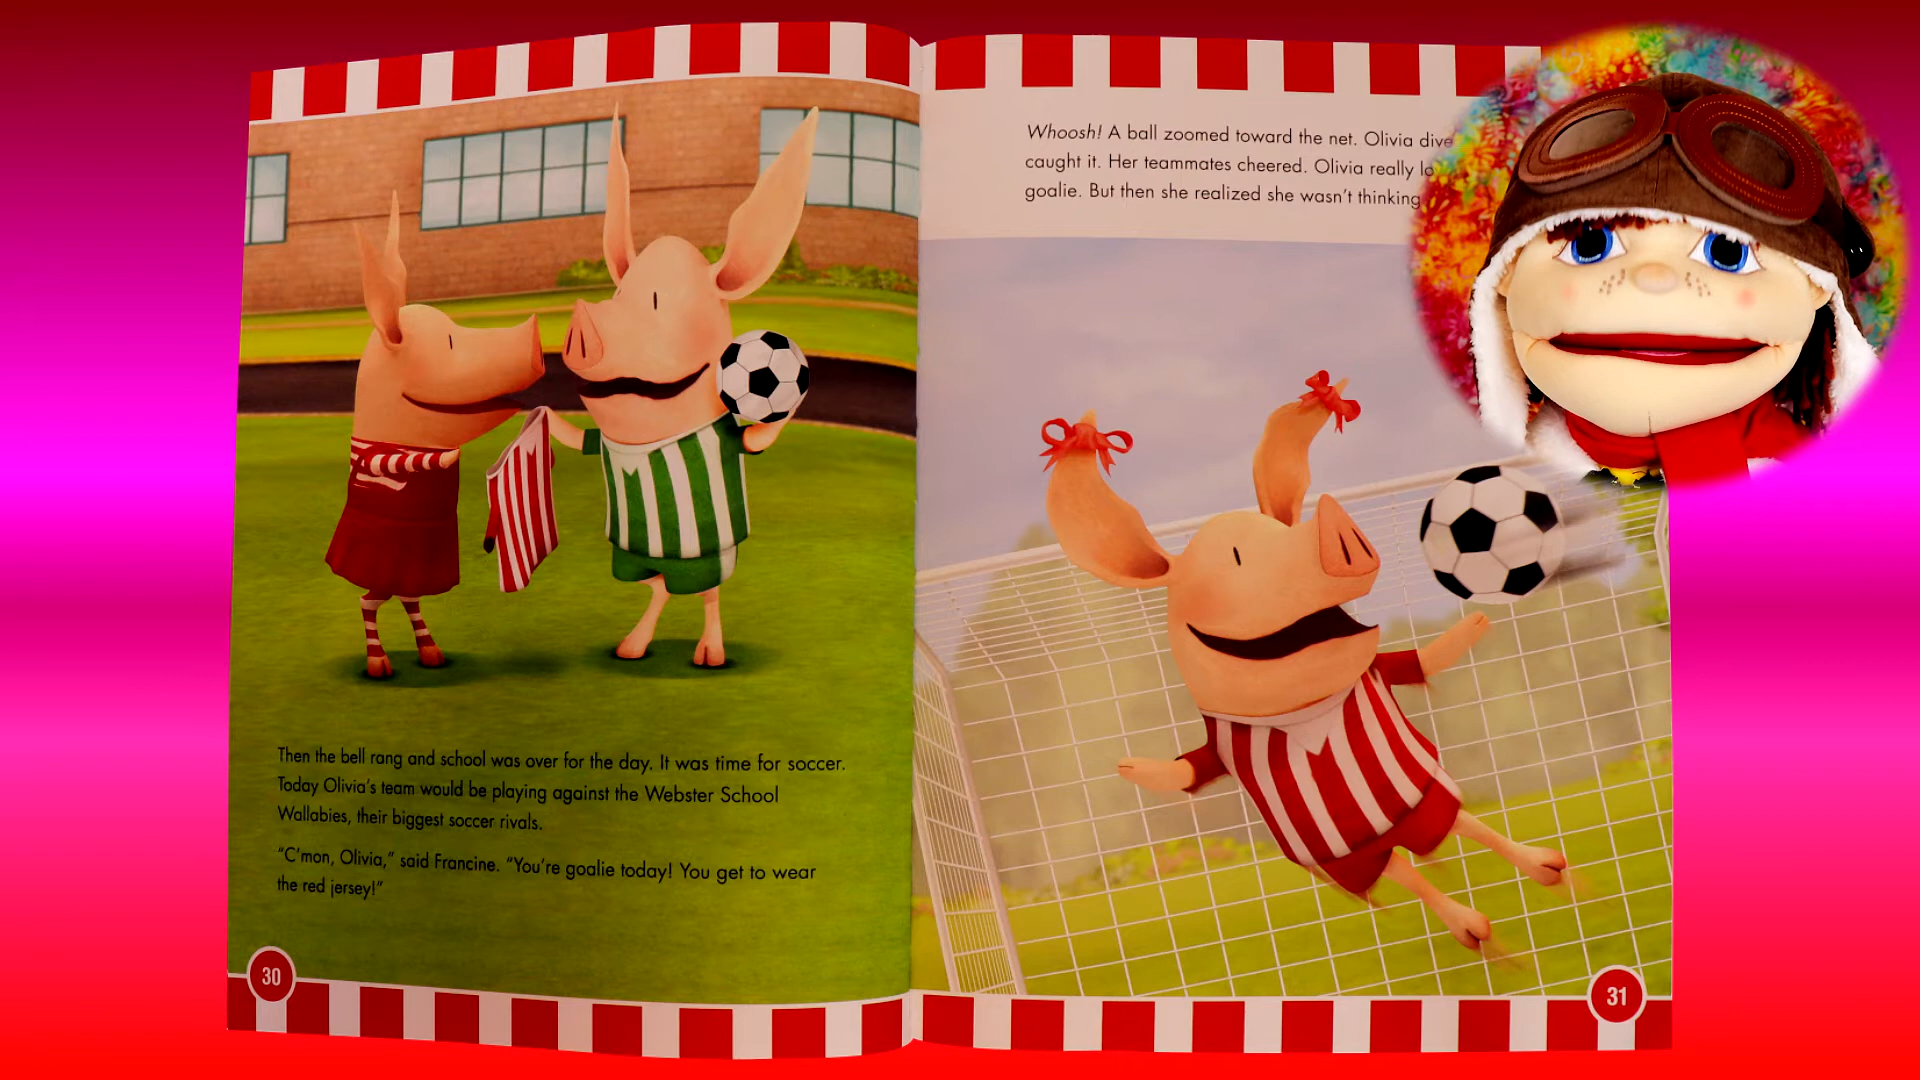 Then the bell rang and school was over for the day. It was time for soccer.
Today Olivia's team would be playing against the Webster School
Wallabies, their biggest soccer rivals.
"C'mon, Olivia," said Francine. "You're goalie today! You get to wear
the red jersey!"
30
Whoosh! A ball zoomed toward the net. Olivia
caught it. Her teammates cheered. Olivia really
goalie. But then she realized she wasn't thinking
31